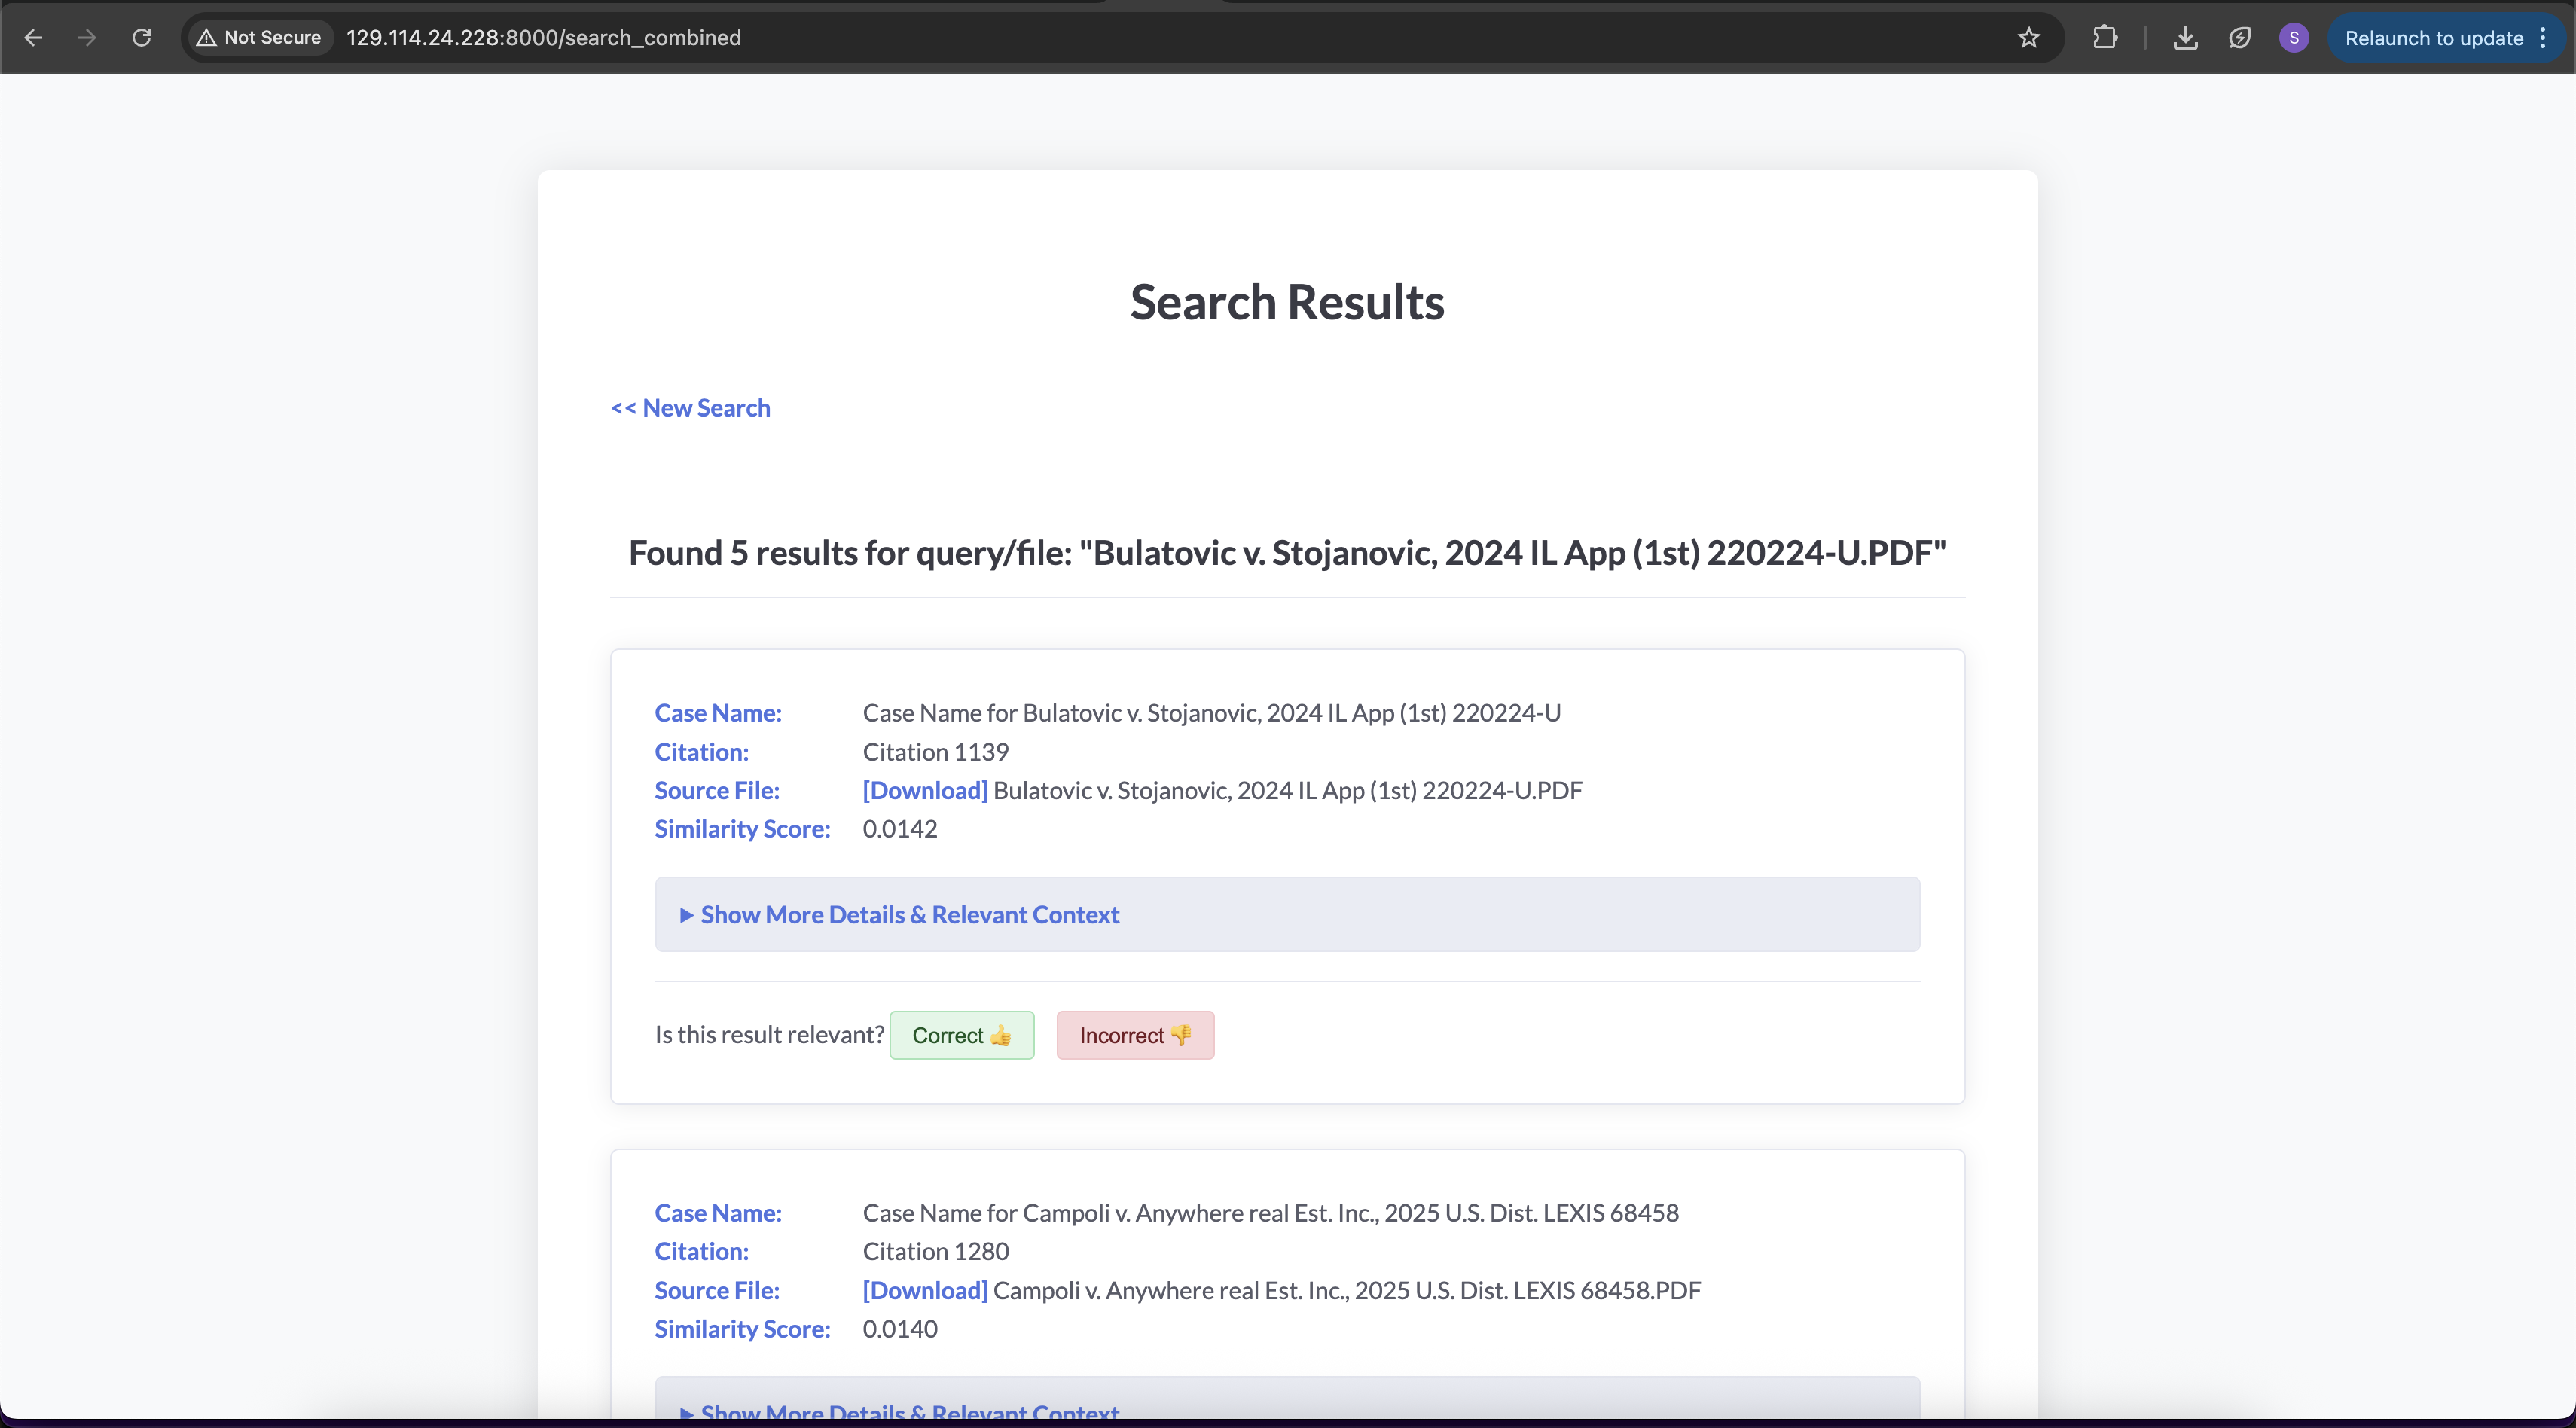 Not Secure 129.114.24.228:8000/search_combined S Relaunch to update
Search Results
<< New Search
Found 5 results for query/file: "Bulatovic v. Stojanovic, 2024 IL App (1st) 220224-U.PDF"
Case Name: Case Name for Bulatovic v. Stojanovic, 2024 IL App (1st) 220224-U
Citation: Citation 1139
Source File: [Download] Bulatovic v. Stojanovic, 2024 IL App (1st) 220224-U.PDF
Similarity Score: 0.0142
▶ Show More Details & Relevant Context
Is this result relevant? Correct 👍 Incorrect 👎
Case Name: Case Name for Campoli v. Anywhere real Est. Inc., 2025 U.S. Dist. LEXIS 68458
Citation: Citation 1280
Source File: [Download] Campoli v. Anywhere real Est. Inc., 2025 U.S. Dist. LEXIS 68458.PDF
Similarity Score: 0.0140
▶ Show More Details & Relevant Context